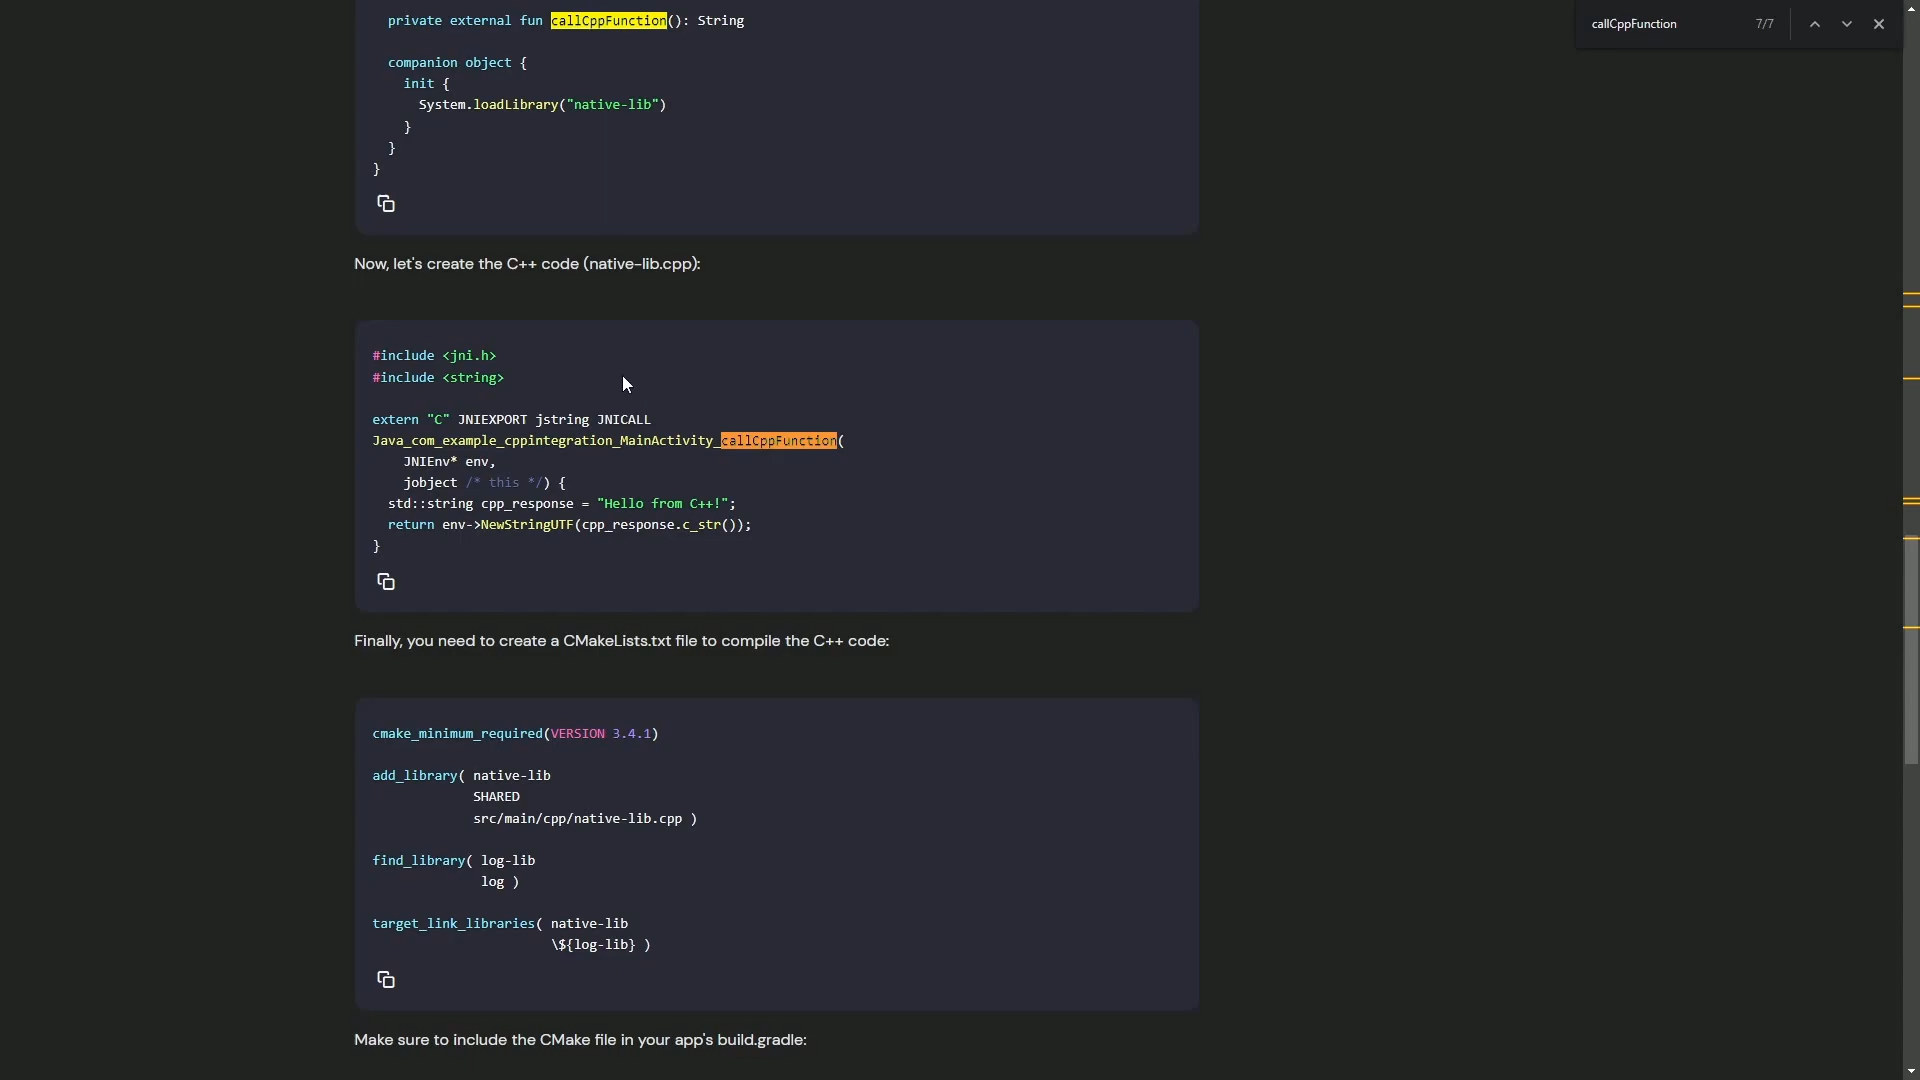 private external fun callCppFunction(): String
callCppFunction 7/7
companion object {
init {
System.loadLibrary("native-lib")
}
}
}
Now, let's create the C++ code (native-lib.cpp):
#include <jni.h>
#include <string>
extern "C" JNIEXPORT jstring JNICALL
Java_com_example_cppintegration_MainActivity_callCppFunction(
JNIEnv* env,
jobject /* this */) {
std::string cpp_response = "Hello from C++!";
return env->NewStringUTF(cpp_response.c_str());
}
Finally, you need to create a CMakeLists.txt file to compile the C++ code:
cmake_minimum_required(VERSION 3.4.1)
add_library( native-lib
SHARED
src/main/cpp/native-lib.cpp )
find_library( log-lib
log )
target_link_libraries( native-lib
\${log-lib} )
Make sure to include the CMake file in your app's build.gradle: